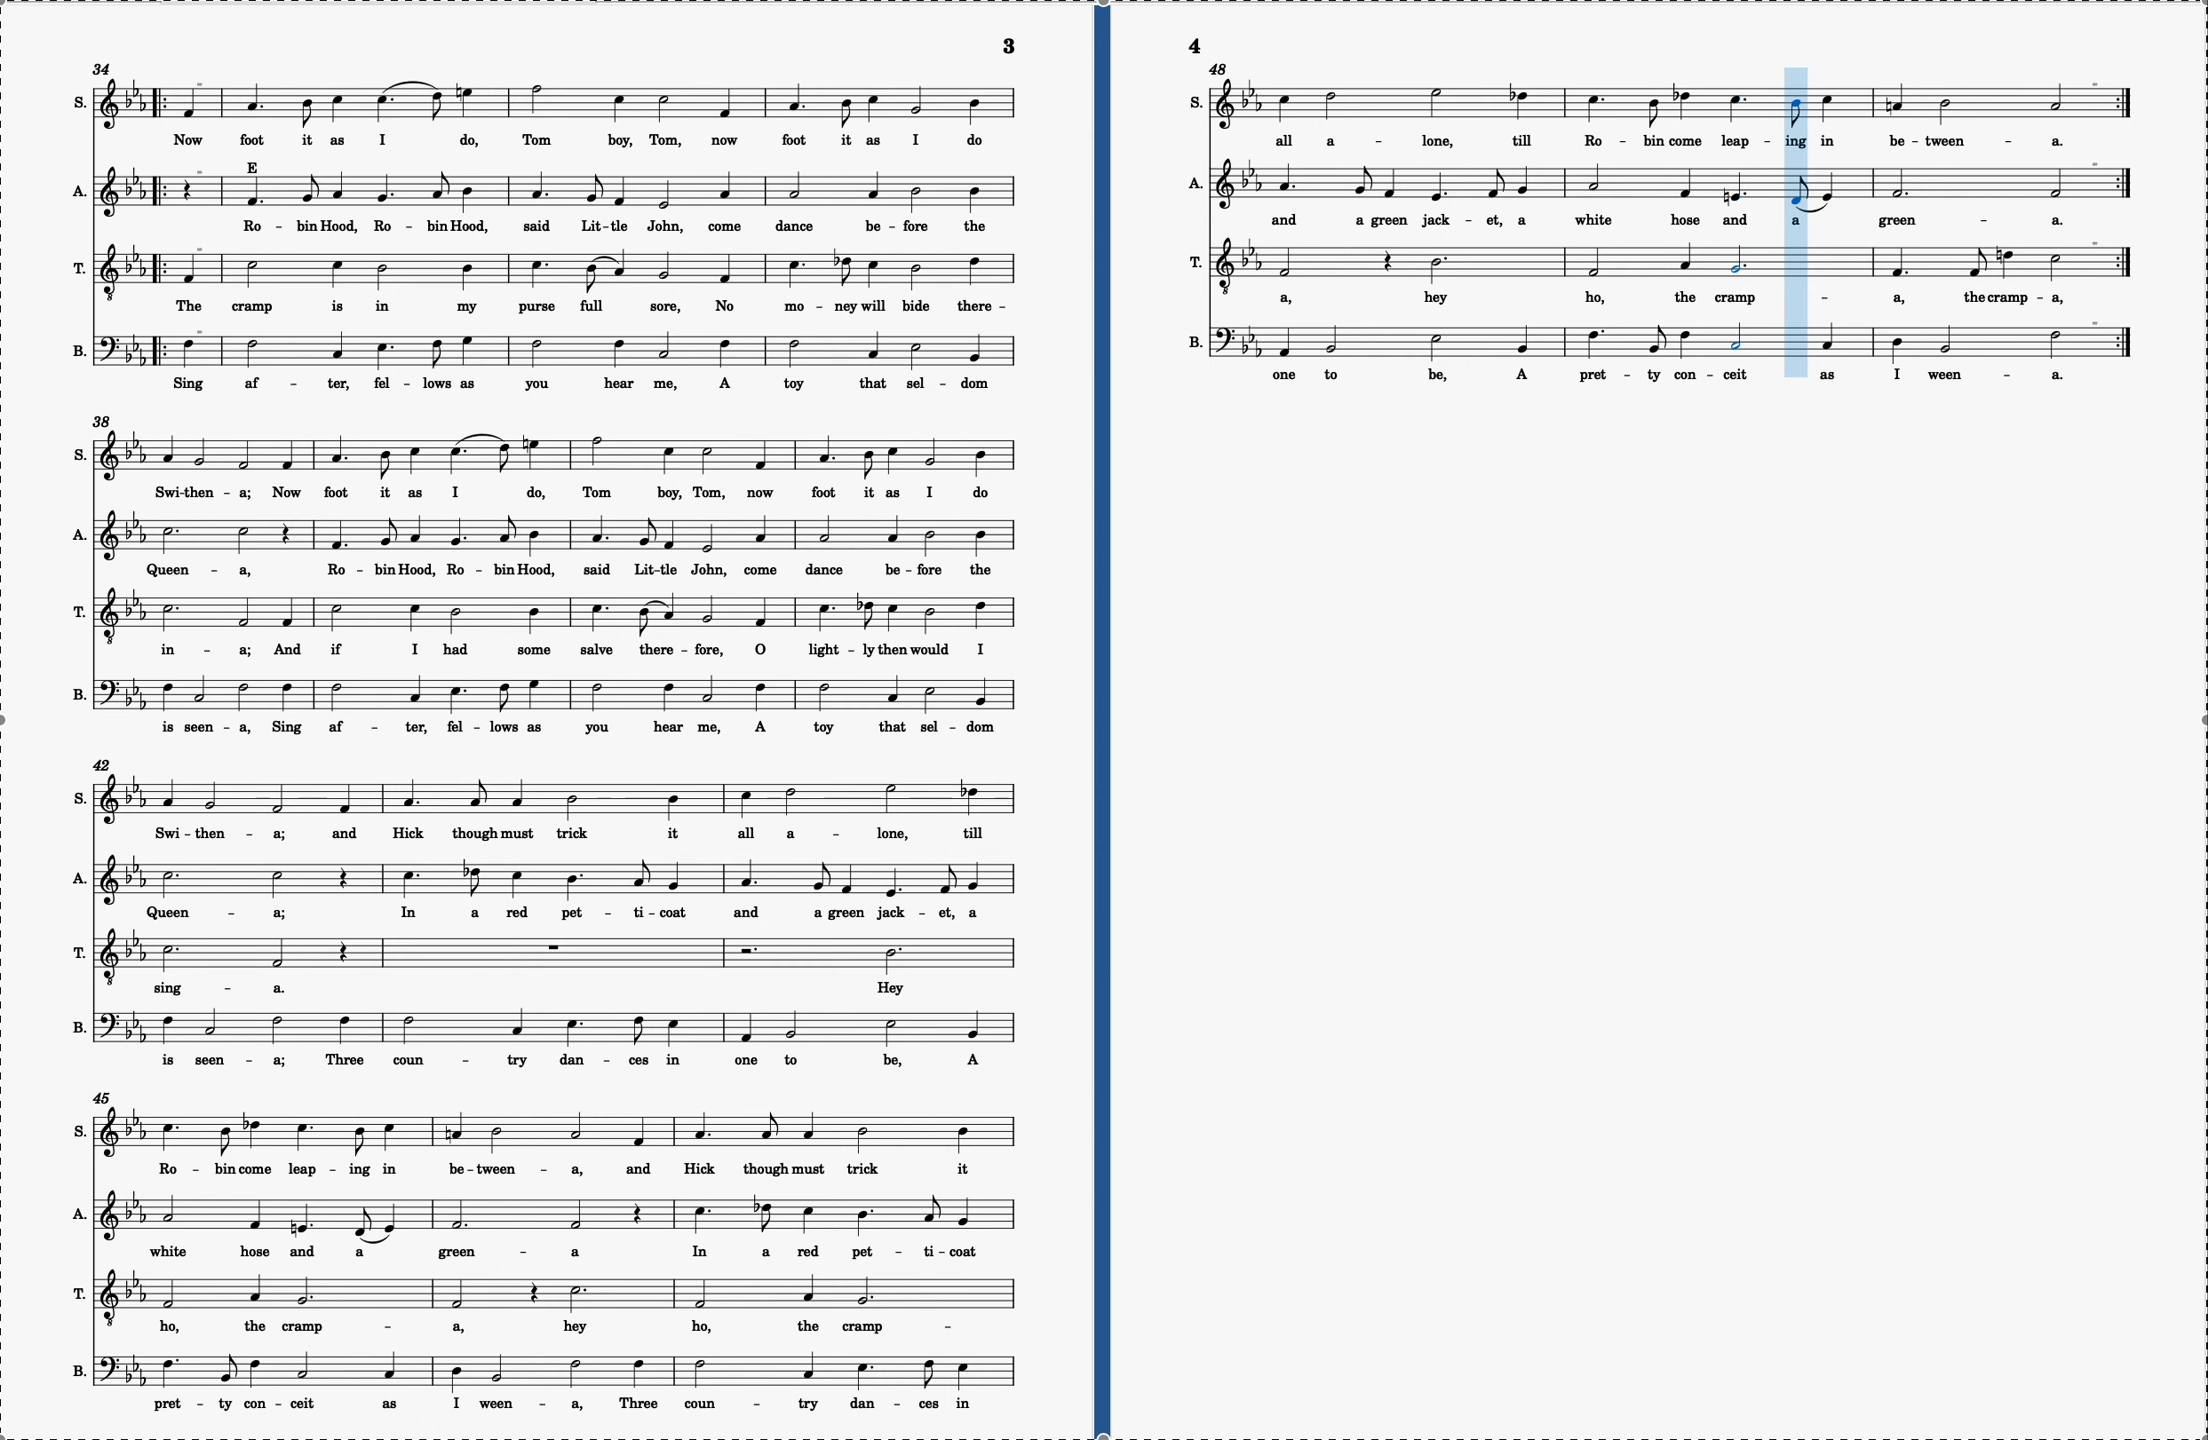 3
34
S.
Now foot it as I do, Tom boy, Tom, now foot it as I do
E
A.
Ro - bin Hood, Ro - bin Hood, said Lit - tle John, come dance be - fore the
T.
The cramp is in my purse full sore, No mo - ney will bide there -
B.
Sing af - ter, fel - lows as you hear me, A toy that sel - dom
38
S.
Swi - then - a; Now foot it as I do, Tom boy, Tom, now foot it as I do
A.
Queen - a, Ro - bin Hood, Ro - bin Hood, said Lit - tle John, come dance be - fore the
T.
in - a; And if I had some salve there - fore, O light - ly then would I
B.
is seen - a, Sing af - ter, fel - lows as you hear me, A toy that sel - dom
42
S.
Swi - then - a; and Hick though must trick it all a - lone, till
A.
Queen - a; In a red pet - ti - coat and a green jack - et, a
T.
sing - a. Hey
B.
is seen - a; Three coun - try dan - ces in one to be, A
45
S.
Ro - bin come leap - ing in be - tween - a, and Hick though must trick it
A.
white hose and a green - a In a red pet - ti - coat
T.
ho, the cramp - a, hey ho, the cramp -
B.
pret - ty con - ceit as I ween - a, Three coun - try dan - ces in
4
48
S.
all a - lone, till Ro - bin come leap - ing in be - tween - a.
A.
and a green jack - et, a white hose and a green - a.
T.
a, hey ho, the cramp - a, the cramp - a,
B.
one to be, A pret - ty con - ceit as I ween - a.